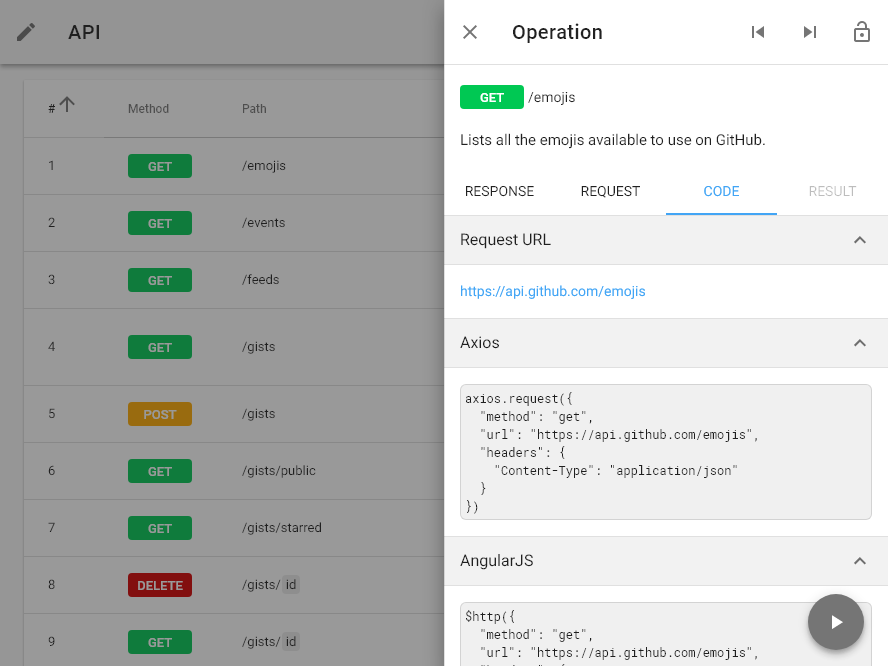 API
# Method Path
1 GET /emojis
2 GET /events
3 GET /feeds
4 GET /gists
5 POST /gists
6 GET /gists/public
7 GET /gists/starred
8 DELETE /gists/ id
9 GET /gists/ id
Operation
GET /emojis
Lists all the emojis available to use on GitHub.
RESPONSE REQUEST CODE RESULT
Request URL
https://api.github.com/emojis
Axios
axios.request({
  "method": "get",
  "url": "https://api.github.com/emojis",
  "headers": {
    "Content-Type": "application/json"
  }
})
AngularJS
$http({
  "method": "get",
  "url": "https://api.github.com/emojis",